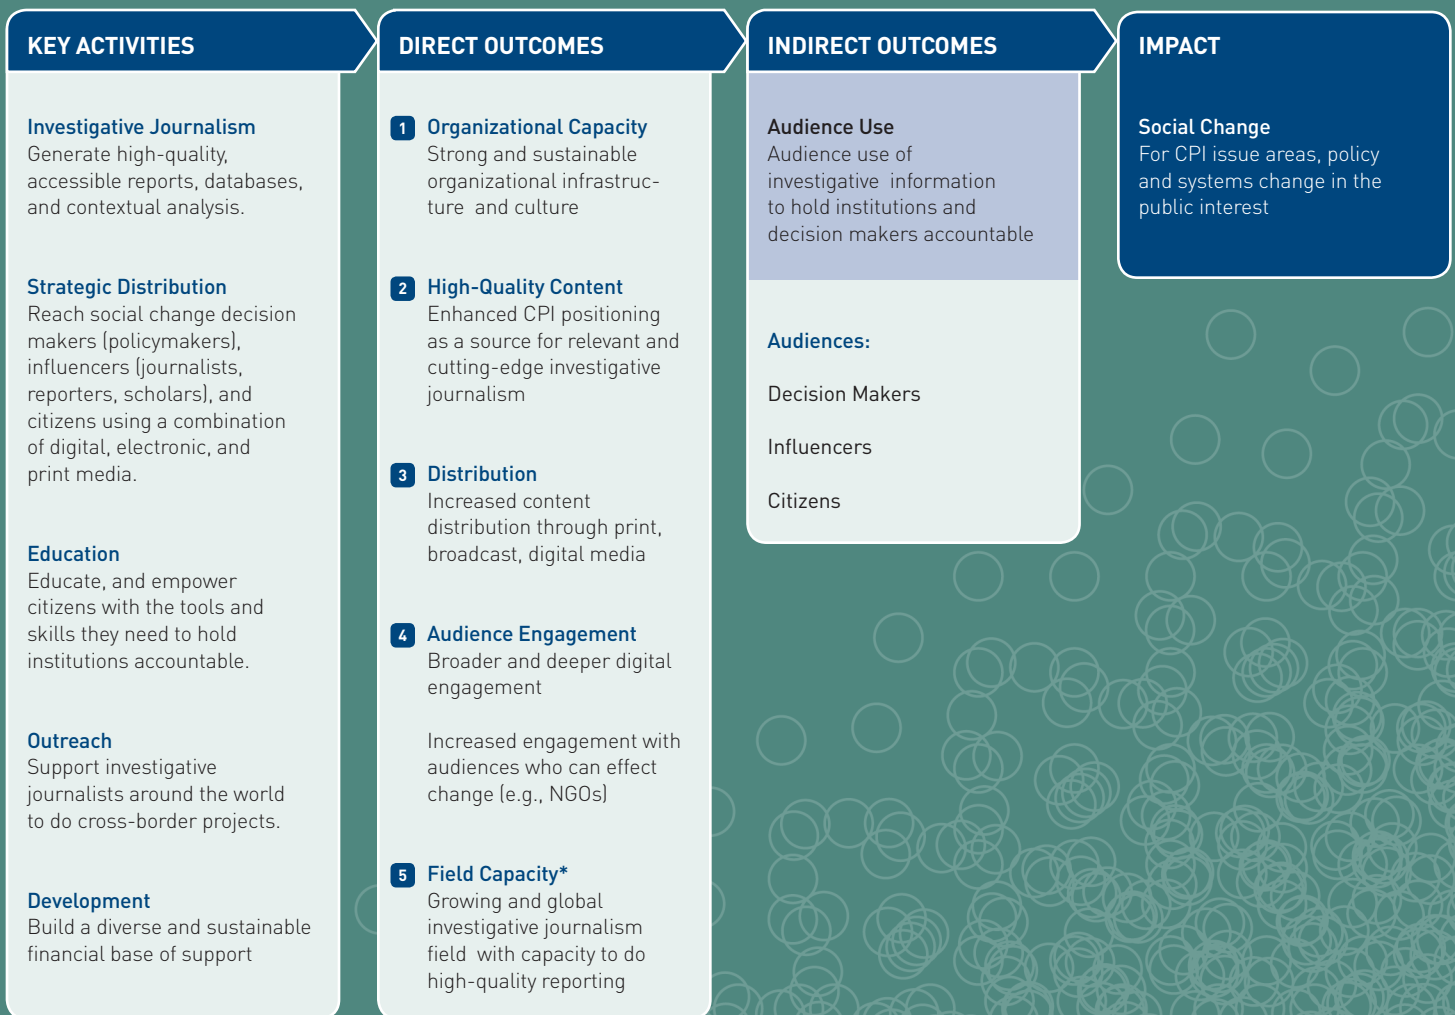 KEY ACTIVITIES
Investigative Journalism
Generate high-quality,
accessible reports, databases,
and contextual analysis.
Strategic Distribution
Reach social change decision
makers (policymakers),
influencers (journalists,
reporters, scholars), and
citizens using a combination
of digital, electronic, and
print media.
Education
Educate, and empower
citizens with the tools and
skills they need to hold
institutions accountable.
Outreach
Support investigative
journalists around the world
to do cross-border projects.
Development
Build a diverse and sustainable
financial base of support
DIRECT OUTCOMES
1 Organizational Capacity
Strong and sustainable
organizational infrastruc-
ture and culture
2 High-Quality Content
Enhanced CPI positioning
as a source for relevant and
cutting-edge investigative
journalism
3 Distribution
Increased content
distribution through print,
broadcast, digital media
4 Audience Engagement
Broader and deeper digital
engagement
Increased engagement with
audiences who can effect
change (e.g., NGOs)
5 Field Capacity*
Growing and global
investigative journalism
field with capacity to do
high-quality reporting
INDIRECT OUTCOMES
Audience Use
Audience use of
investigative information
to hold institutions and
decision makers accountable
Audiences:
Decision Makers
Influencers
Citizens
IMPACT
Social Change
For CPI issue areas, policy
and systems change in the
public interest